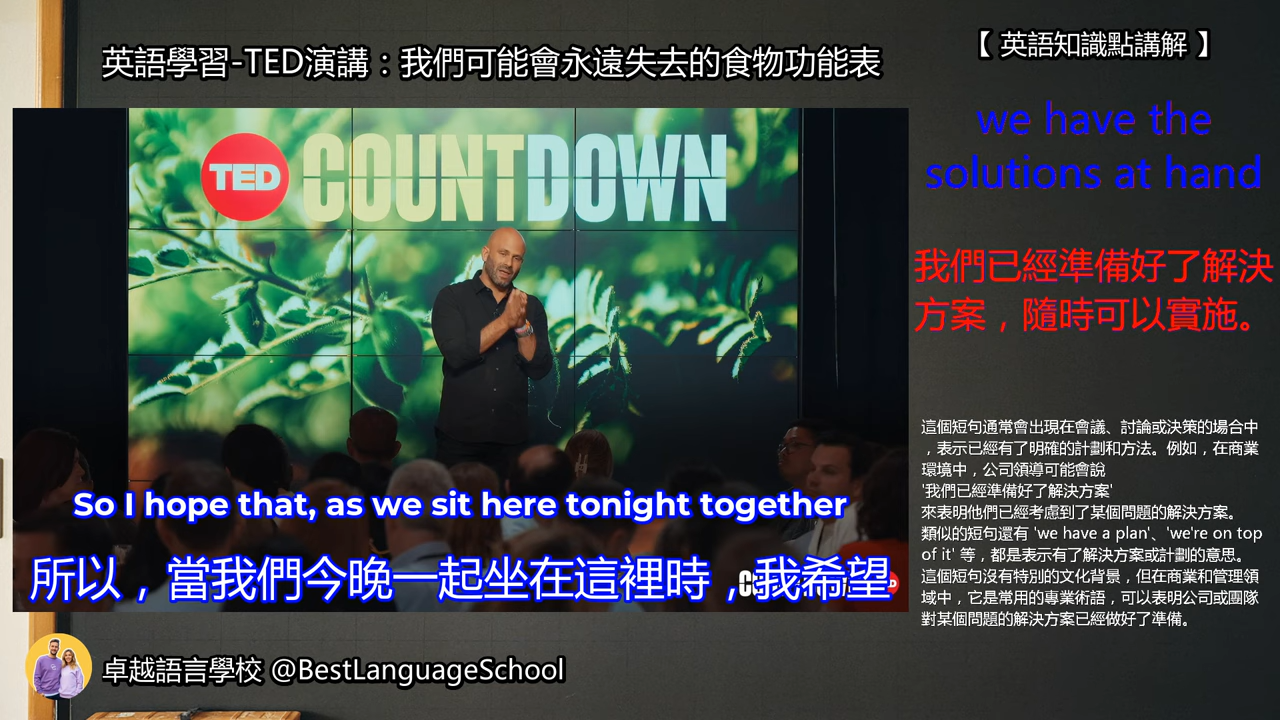 英語學習-TED演講：我們可能會永遠失去的食物功能表
【 英語知識點講解 】
TED COUNTDOWN
we have the
solutions at hand
我們已經準備好了解決
方案，隨時可以實施。
這個短句通常會出現在會議、討論或決策的場合中
，表示已經有了明確的計劃和方法。例如，在商業
環境中，公司領導可能會說
'我們已經準備好了解決方案'
來表明他們已經考慮到了某個問題的解決方案。
類似的短句還有 'we have a plan'、'we're on top
of it' 等，都是表示有了解決方案或計劃的意思。
這個短句沒有特別的文化背景，但在商業和管理領
域中，它是常用的專業術語，可以表明公司或團隊
對某個問題的解決方案已經做好了準備。
So I hope that, as we sit here tonight together
所以，當我們今晚一起坐在這裡時，我希望
卓越語言學校 @BestLanguageSchool